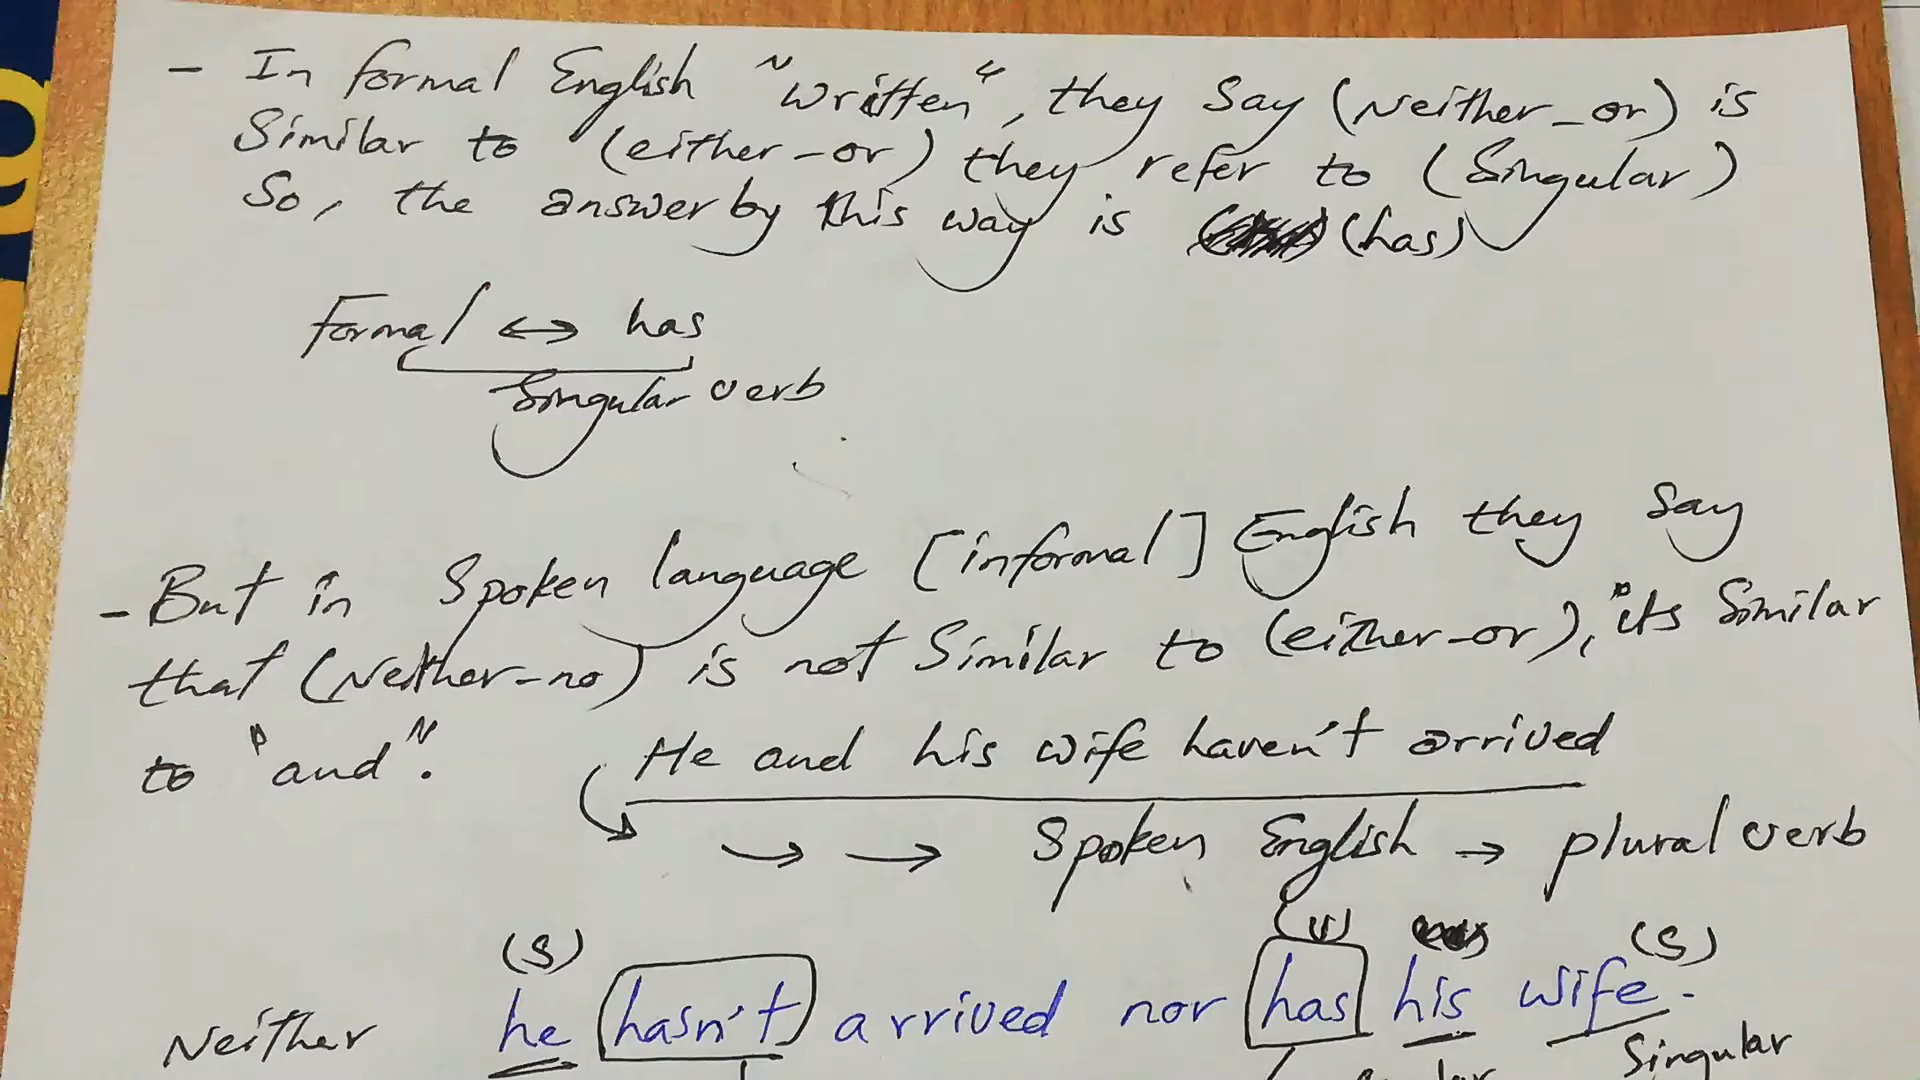 - In formal English "written", they say (Neither_or) is
Similar to (either-or) they refer to (Singular)
So, the answer by this way is (has)
Formal ↔ has
Singular verb
- But in Spoken language [informal] English they say
that (Neither-no) is not Similar to (either-or), "its Similar
to "and".
He and his wife haven't arrived
→ → Spoken English → plural verb
(S) (v) (S)
Neither he hasn't arrived nor has his wife.
Singular